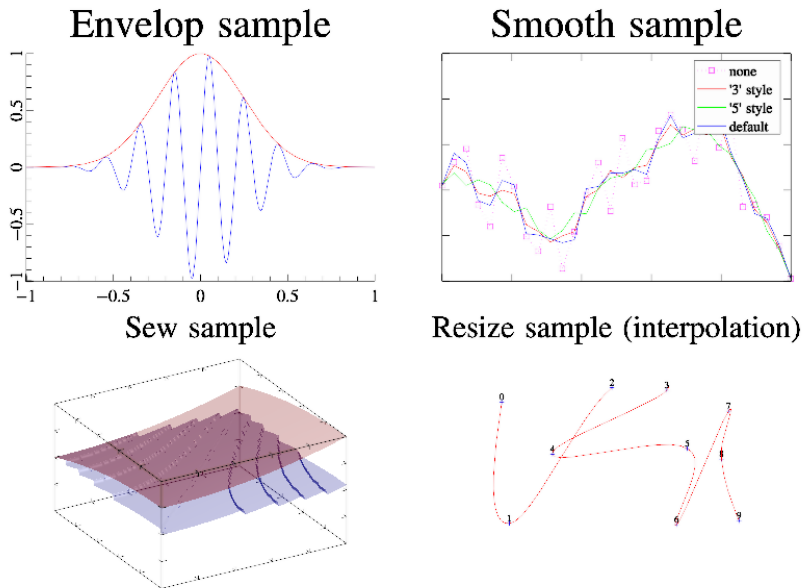 Envelop sample
1
0.5
0
−0.5
−1
−1
−0.5
0
0.5
1
Smooth sample
none
'3' style
'5' style
default
Sew sample
Resize sample (interpolation)
0
1
2
3
4
5
6
7
8
9